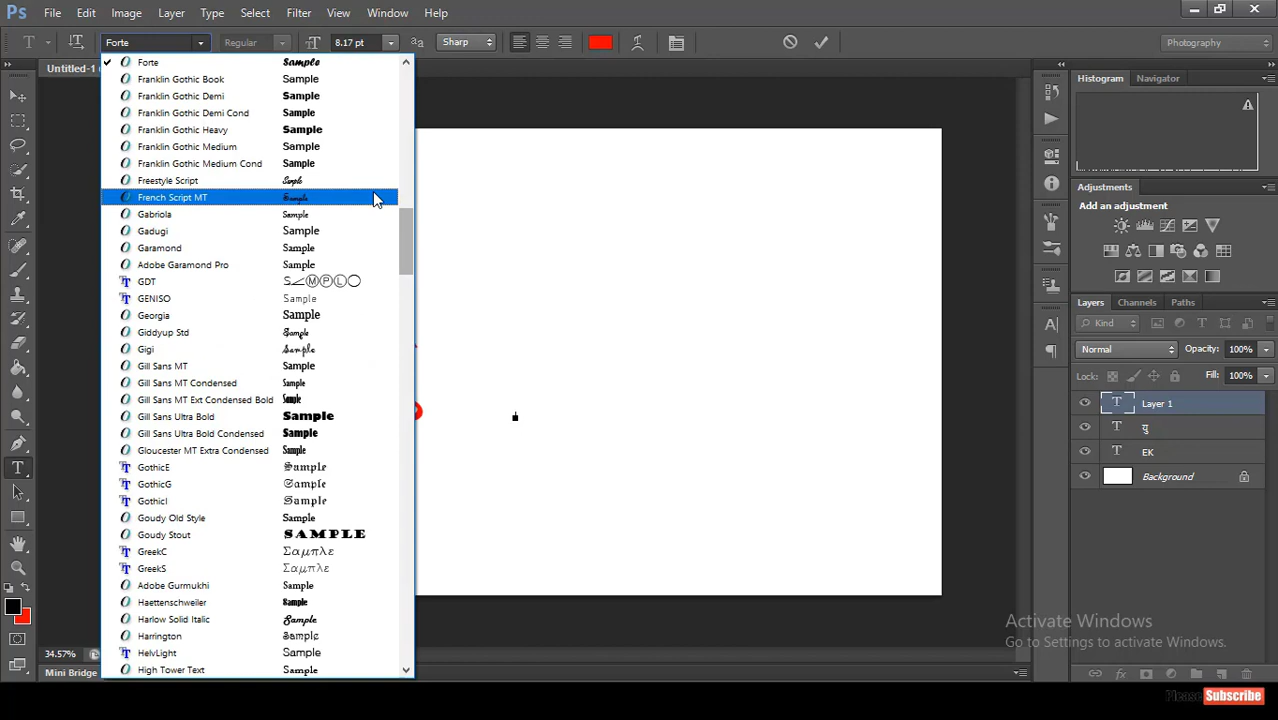 Ps File Edit Image Layer Type Select Filter View Window Help
Forte Regular 8.17 pt Sharp Photography
Untitled-1
Forte Sample
Franklin Gothic Book Sample
Franklin Gothic Demi Sample
Franklin Gothic Demi Cond Sample
Franklin Gothic Heavy Sample
Franklin Gothic Medium Sample
Franklin Gothic Medium Cond Sample
Freestyle Script Sample
French Script MT Sample
Gabriola Sample
Gadugi Sample
Garamond Sample
Adobe Garamond Pro Sample
GDT
GENISO Sample
Georgia Sample
Giddyup Std Sample
Gigi Sample
Gill Sans MT Sample
Gill Sans MT Condensed Sample
Gill Sans MT Ext Condensed Bold Sample
Gill Sans Ultra Bold Sample
Gill Sans Ultra Bold Condensed Sample
Gloucester MT Extra Condensed Sample
GothicE Sample
GothicG Sample
GothicI Sample
Goudy Old Style Sample
Goudy Stout SAMPLE
GreekC Σαμπλε
GreekS Σαμπλε
Adobe Gurmukhi Sample
Haettenschweiler Sample
Harlow Solid Italic Sample
Harrington Sample
HelvLight Sample
High Tower Text Sample
34.57%
Mini Bridge
Histogram Navigator
Adjustments
Add an adjustment
Layers Channels Paths
Kind
Normal Opacity: 100%
Lock: Fill: 100%
Layer 1
यु
EK
Background
Activate Windows
Go to Settings to activate Windows.
Please Subscribe